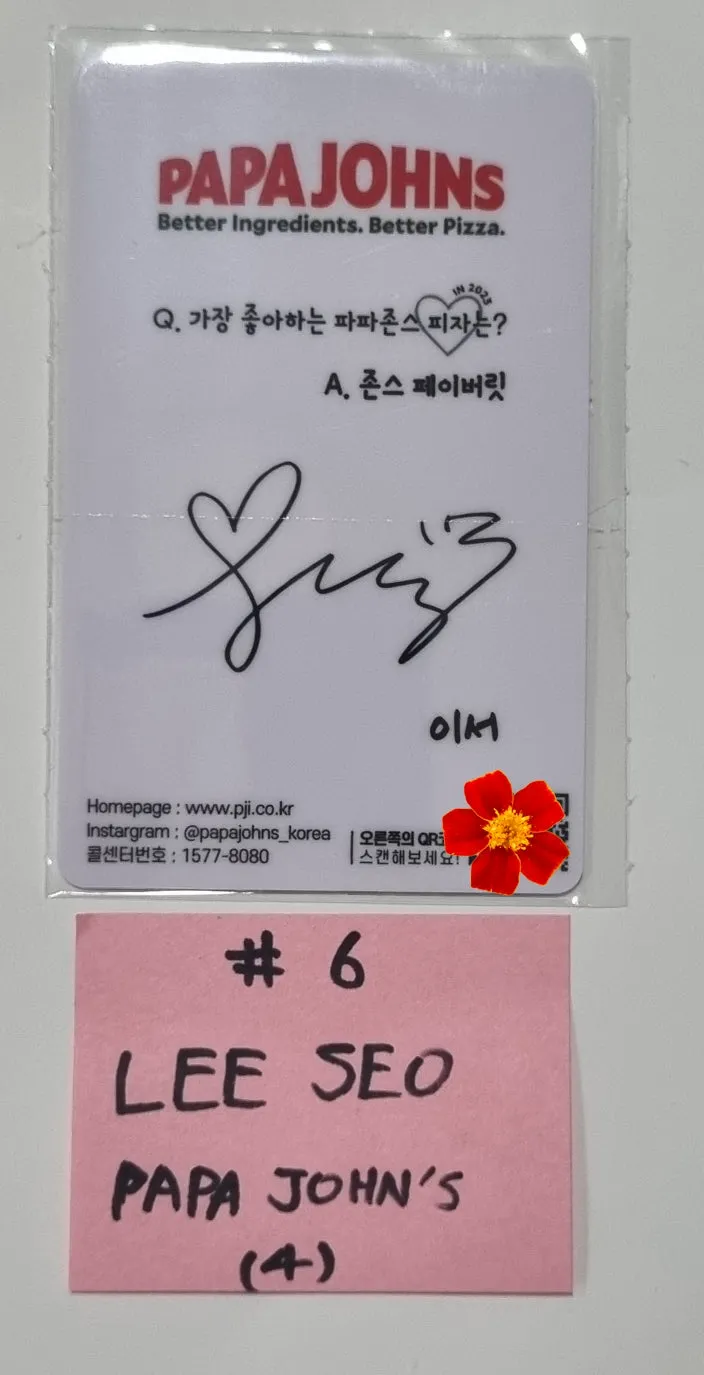 PAPA JOHNS
Better Ingredients. Better Pizza.
IN 2023
Q. 가장 좋아하는 파파존스 피자는?
A. 존스 페이버릿
이서
Homepage : www.pji.co.kr
Instargram : @papajohns_korea
콜센터번호 : 1577-8080
오른쪽의
스캔해보세요!
# 6
LEE SEO
PAPA JOHN'S
(4)